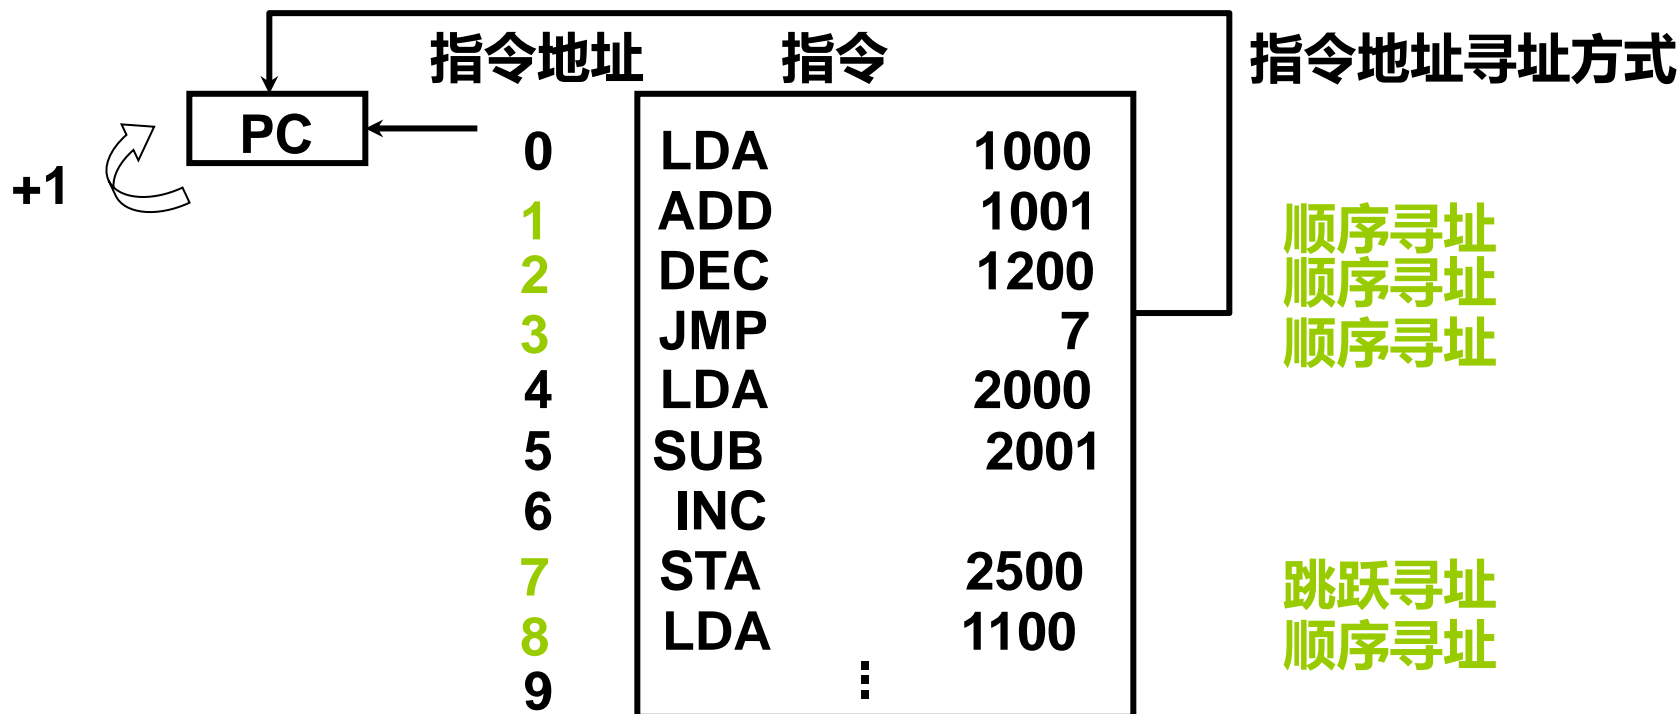 指令地址 指令 指令地址寻址方式
PC
+1
0 LDA 1000
1 ADD 1001 顺序寻址
2 DEC 1200 顺序寻址
3 JMP 7 顺序寻址
4 LDA 2000
5 SUB 2001
6 INC
7 STA 2500 跳跃寻址
8 LDA 1100 顺序寻址
9 ⋮